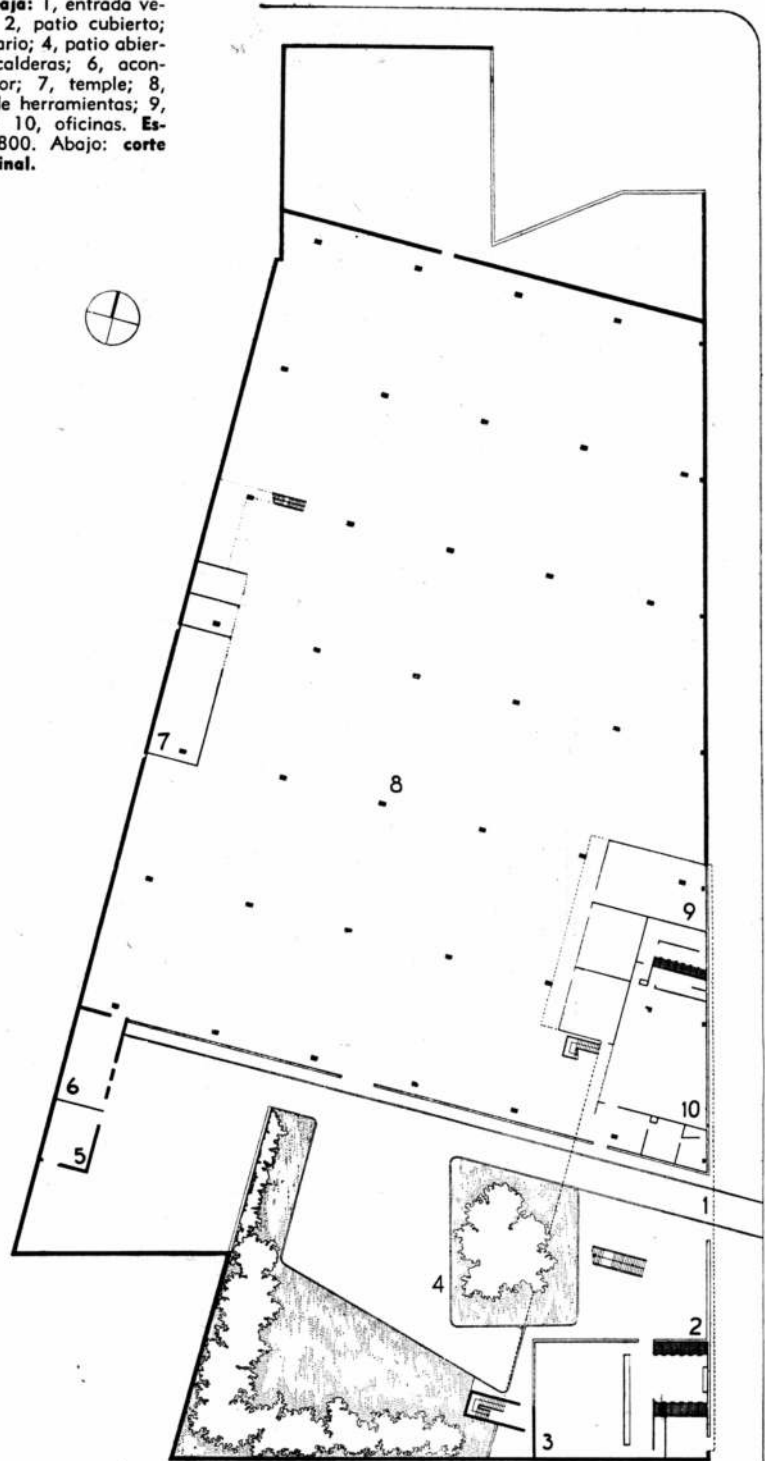 aja: 1, entrada ve-
2, patio cubierto;
ario; 4, patio abier-
calderas; 6, acon-
or; 7, temple; 8,
le herramientas; 9,
10, oficinas. Es-
800. Abajo: corte
inal.
7
8
9
6
10
5
1
4
2
3